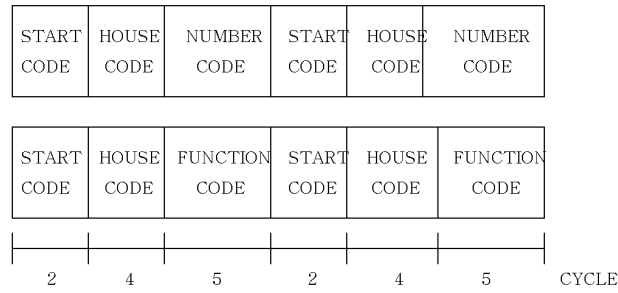 START HOUSE NUMBER START HOUSE NUMBER
CODE CODE CODE CODE CODE CODE
START HOUSE FUNCTION START HOUSE FUNCTION
CODE CODE CODE CODE CODE CODE
2 4 5 2 4 5 CYCLE